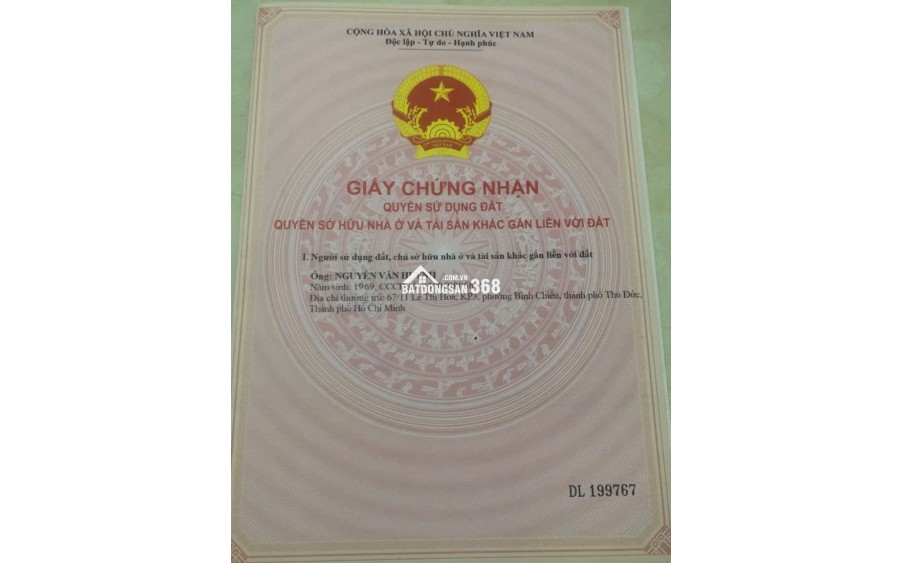 CỘNG HÒA XÃ HỘI CHỦ NGHĨA VIỆT NAM
Độc lập - Tự do - Hạnh phúc
GIẤY CHỨNG NHẬN
QUYỀN SỬ DỤNG ĐẤT
QUYỀN SỞ HỮU NHÀ Ở VÀ TÀI SẢN KHÁC GẮN LIỀN VỚI ĐẤT
I. Người sử dụng đất, chủ sở hữu nhà ở và tài sản khác gắn liền với đất
Ông: NGUYỄN VĂN
.COM.VN
BATDONGSAN 368
Năm sinh: 1969, CCCD
Địa chỉ thường trú: 67/11 Lê Thị Hoa, KP3, phường Bình Chiểu, thành phố Thủ Đức,
Thành phố Hồ Chí Minh
DL 199767